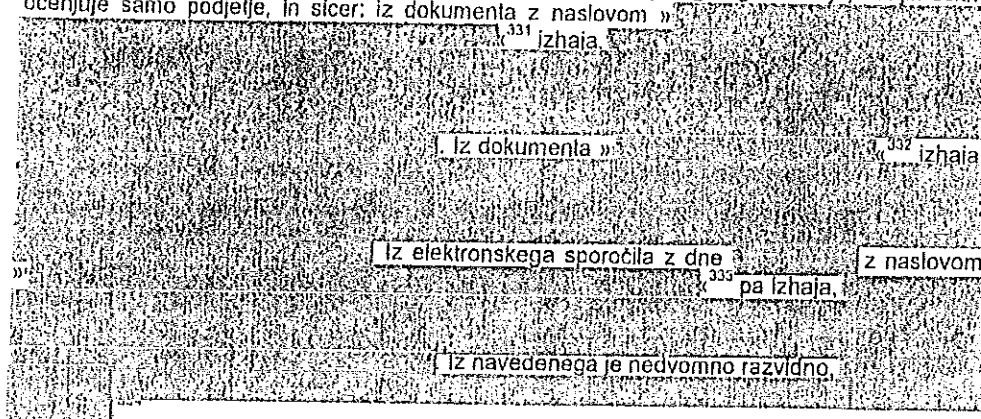 ocenjuje samo podjetje, in sicer: iz dokumenta z naslovom »
«331 izhaja,
. Iz dokumenta » «332 izhaja
Iz elektronskega sporočila z dne z naslovom
» «333 pa izhaja,
Iz navedenega je nedvomno razvidno,